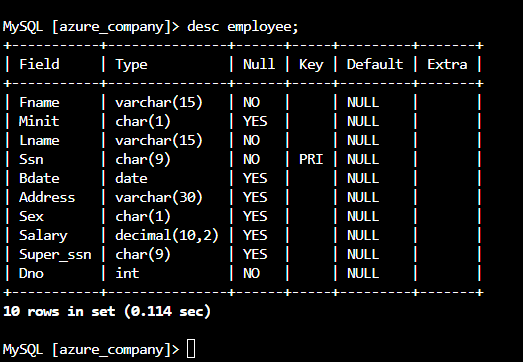 MySQL [azure_company]> desc employee;
+-----------+---------------+------+-----+---------+-------+
| Field     | Type          | Null | Key | Default | Extra |
+-----------+---------------+------+-----+---------+-------+
| Fname     | varchar(15)   | NO   |     | NULL    |       |
| Minit     | char(1)       | YES  |     | NULL    |       |
| Lname     | varchar(15)   | NO   |     | NULL    |       |
| Ssn       | char(9)       | NO   | PRI | NULL    |       |
| Bdate     | date          | YES  |     | NULL    |       |
| Address   | varchar(30)   | YES  |     | NULL    |       |
| Sex       | char(1)       | YES  |     | NULL    |       |
| Salary    | decimal(10,2) | YES  |     | NULL    |       |
| Super_ssn | char(9)       | YES  |     | NULL    |       |
| Dno       | int           | NO   |     | NULL    |       |
+-----------+---------------+------+-----+---------+-------+
10 rows in set (0.114 sec)
MySQL [azure_company]>